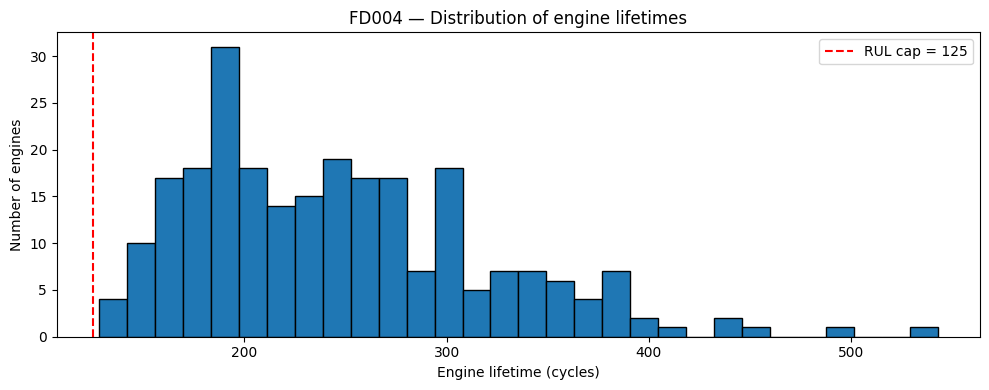 FD004 — Distribution of engine lifetimes
RUL cap = 125
Number of engines
30
25
20
15
10
5
0
200 300 400 500
Engine lifetime (cycles)